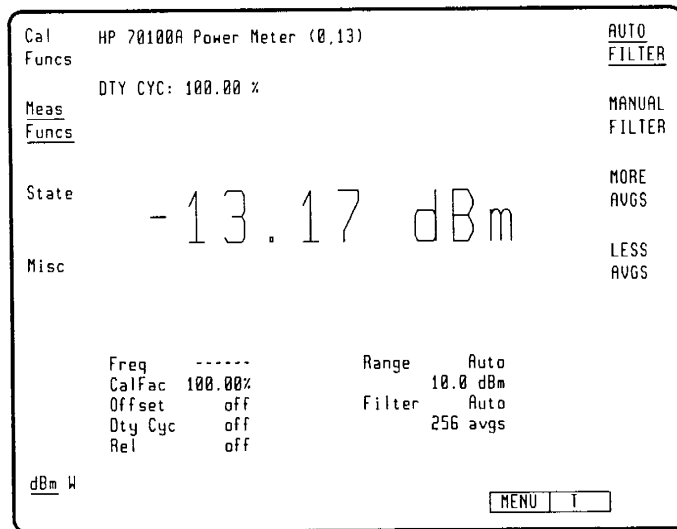 Cal
Funcs
HP 70100A Power Meter (0,13)
AUTO
FILTER
DTY CYC: 100.00 %
Meas
Funcs
MANUAL
FILTER
State
MORE
AVGS
-13.17 dBm
Misc
LESS
AVGS
Freq ------
CalFac 100.00%
Offset off
Dty Cyc off
Rel off
Range Auto
10.0 dBm
Filter Auto
256 avgs
dBm W
MENU T